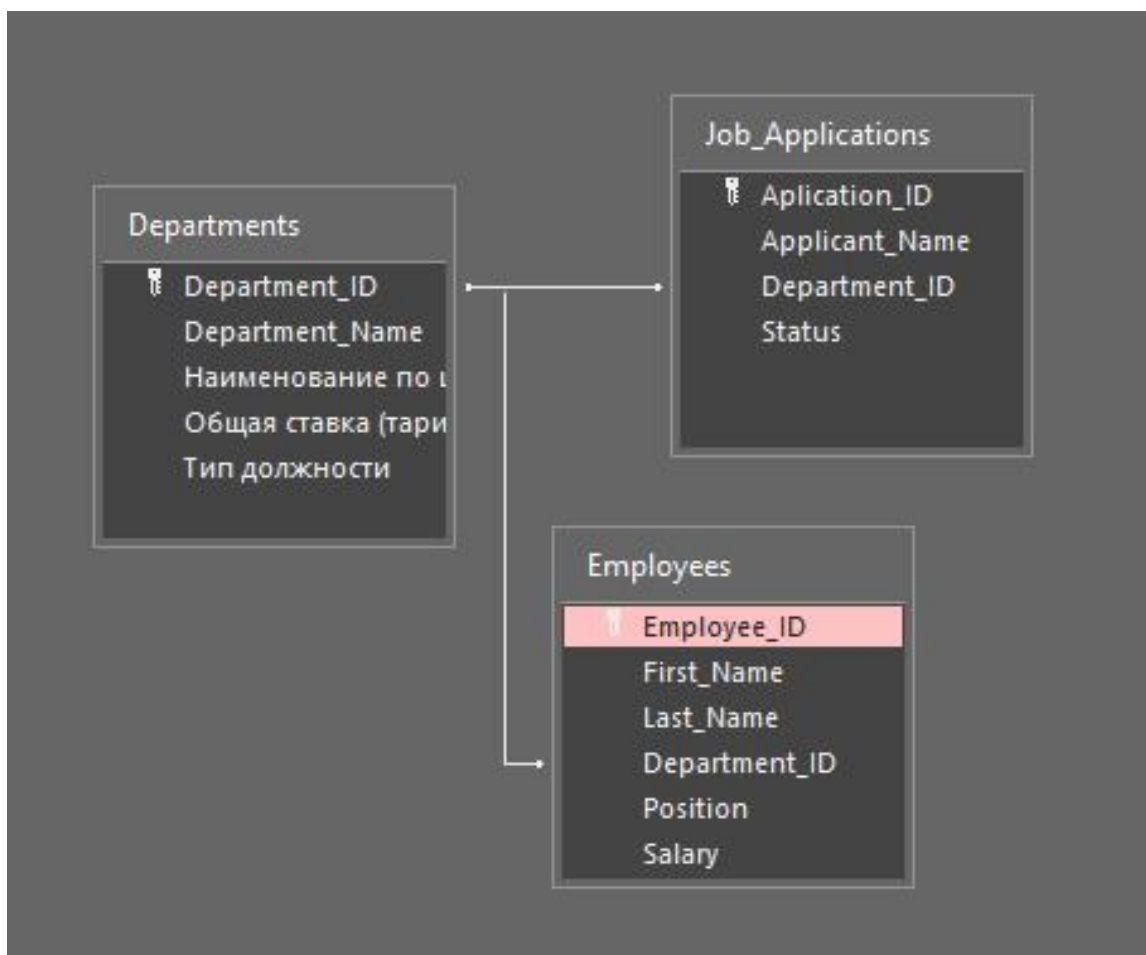 Departments
Department_ID
Department_Name
Наименование по
Общая ставка (тари
Тип должности
Job_Applications
Aplication_ID
Applicant_Name
Department_ID
Status
Employees
Employee_ID
First_Name
Last_Name
Department_ID
Position
Salary